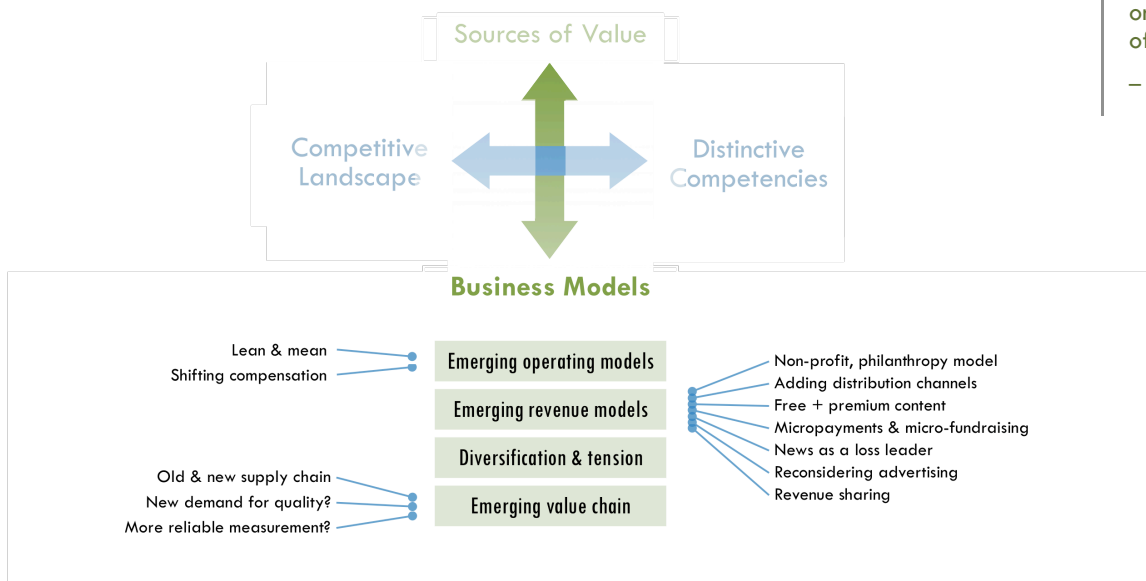 Sources of Value
Competitive
Landscape
Distinctive
Competencies
Business Models
Lean & mean
Shifting compensation
Old & new supply chain
New demand for quality?
More reliable measurement?
Emerging operating models
Emerging revenue models
Diversification & tension
Emerging value chain
Non-profit, philanthropy model
Adding distribution channels
Free + premium content
Micropayments & micro-fundraising
News as a loss leader
Reconsidering advertising
Revenue sharing